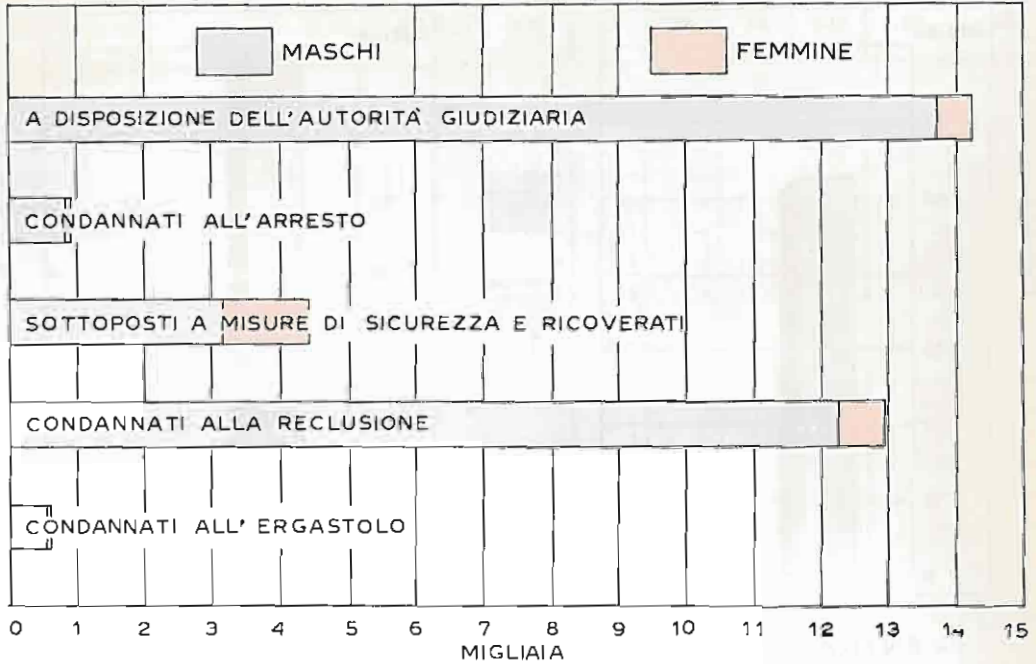 MASCHI FEMMINE
A DISPOSIZIONE DELL'AUTORITÀ GIUDIZIARIA
CONDANNATI ALL'ARRESTO
SOTTOPOSTI A MISURE DI SICUREZZA E RICOVERATI
CONDANNATI ALLA RECLUSIONE
CONDANNATI ALL'ERGASTOLO
0 1 2 3 4 5 6 7 8 9 10 11 12 13 14 15
MIGLIAIA